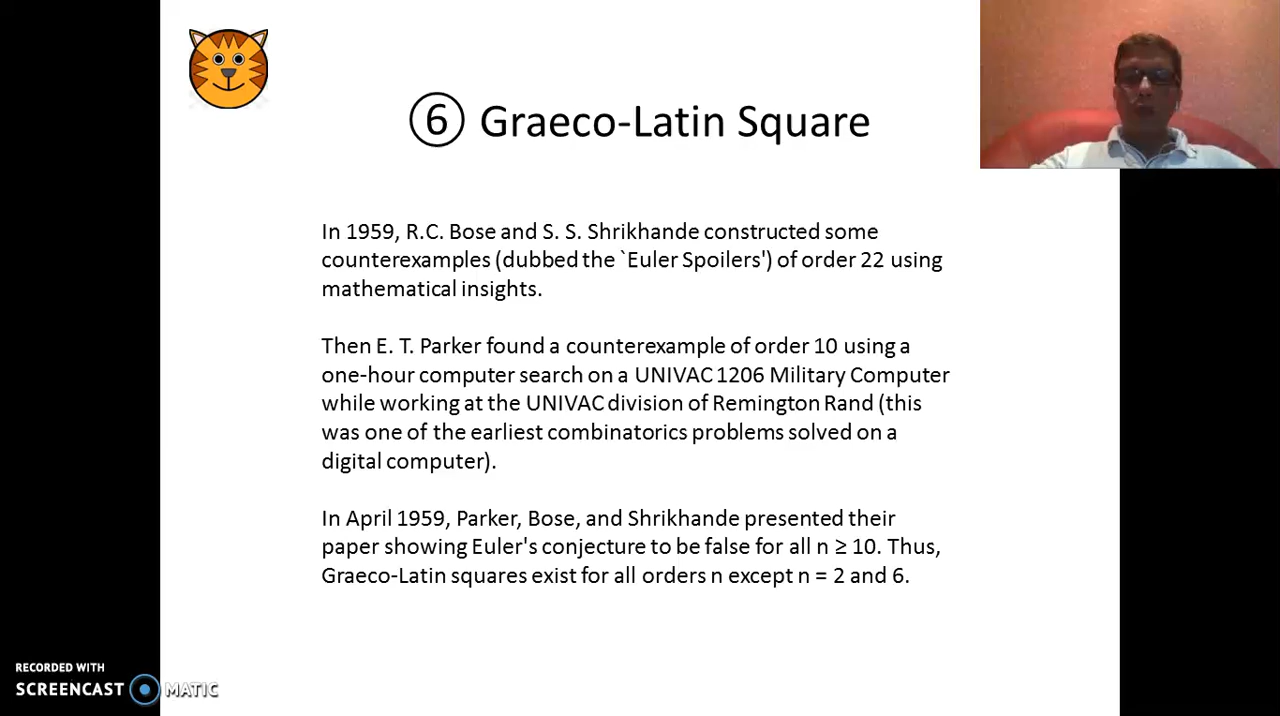 ⑥ Graeco-Latin Square
In 1959, R.C. Bose and S. S. Shrikhande constructed some
counterexamples (dubbed the `Euler Spoilers') of order 22 using
mathematical insights.
Then E. T. Parker found a counterexample of order 10 using a
one-hour computer search on a UNIVAC 1206 Military Computer
while working at the UNIVAC division of Remington Rand (this
was one of the earliest combinatorics problems solved on a
digital computer).
In April 1959, Parker, Bose, and Shrikhande presented their
paper showing Euler's conjecture to be false for all n ≥ 10. Thus,
Graeco-Latin squares exist for all orders n except n = 2 and 6.
RECORDED WITH
SCREENCAST MATIC